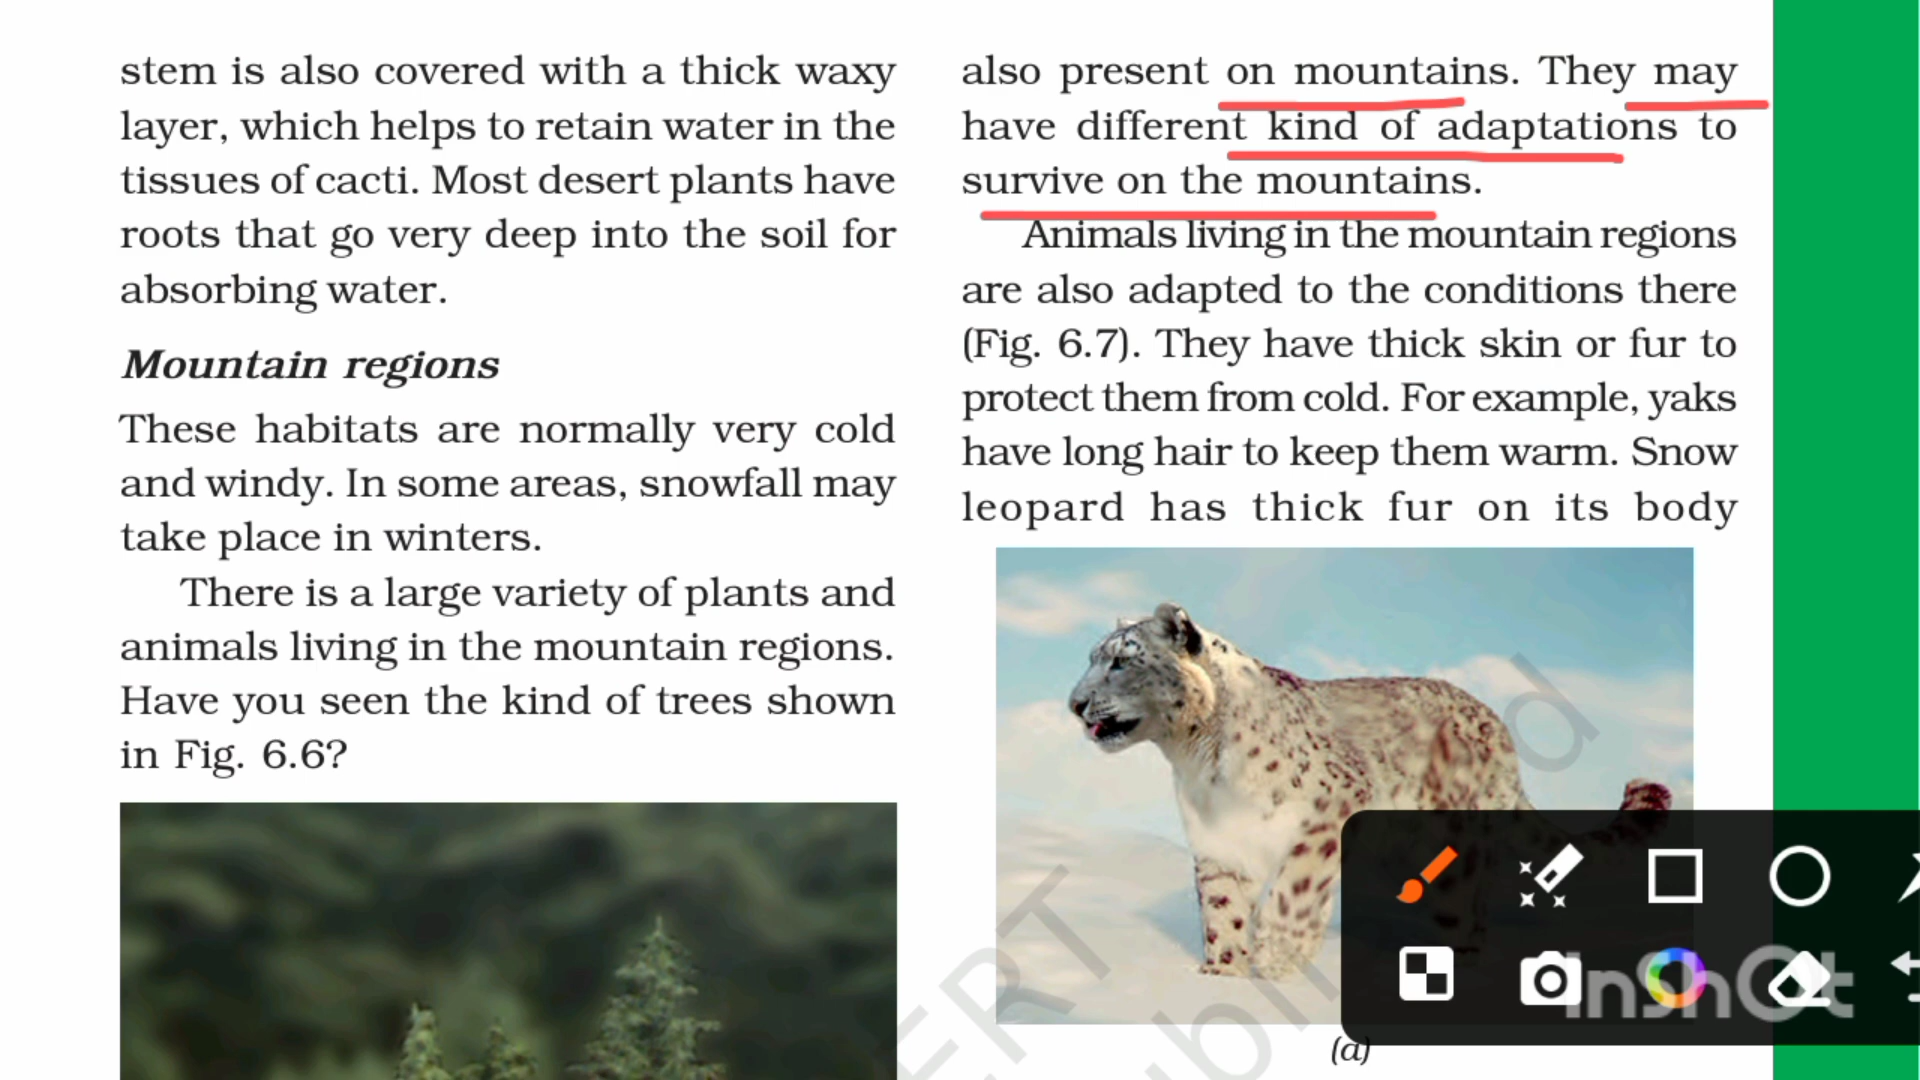 stem is also covered with a thick waxy
layer, which helps to retain water in the
tissues of cacti. Most desert plants have
roots that go very deep into the soil for
absorbing water.
Mountain regions
These habitats are normally very cold
and windy. In some areas, snowfall may
take place in winters.
There is a large variety of plants and
animals living in the mountain regions.
Have you seen the kind of trees shown
in Fig. 6.6?
also present on mountains. They may
have different kind of adaptations to
survive on the mountains.
Animals living in the mountain regions
are also adapted to the conditions there
(Fig. 6.7). They have thick skin or fur to
protect them from cold. For example, yaks
have long hair to keep them warm. Snow
leopard has thick fur on its body
(a)
InShOt